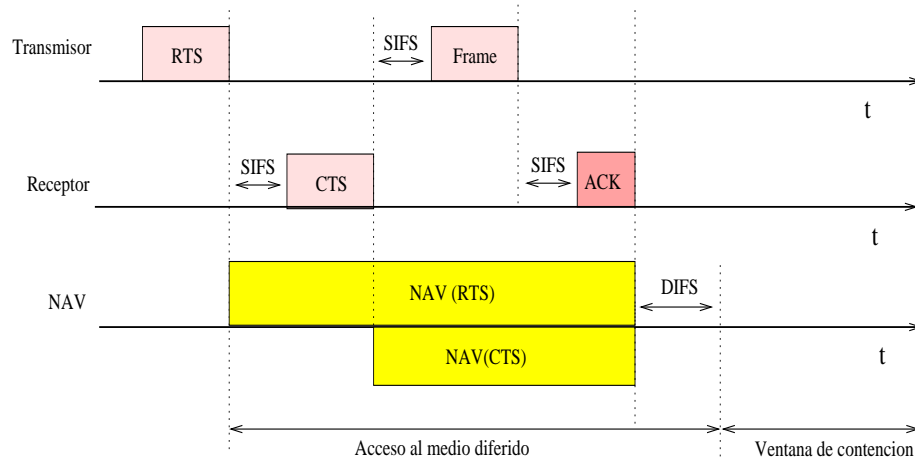 Transmisor
RTS
SIFS
Frame
t
Receptor
SIFS
CTS
SIFS
ACK
t
NAV
NAV (RTS)
DIFS
NAV(CTS)
t
Acceso al medio diferido
Ventana de contencion